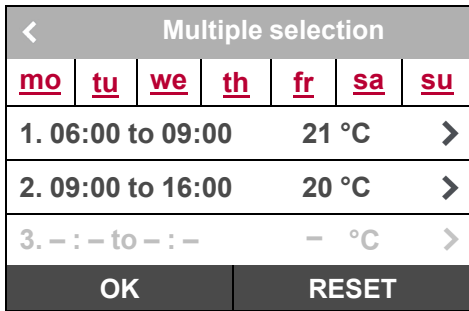 Multiple selection
mo tu we th fr sa su
1. 06:00 to 09:00 21 °C
2. 09:00 to 16:00 20 °C
3. – : – to – : – – °C
OK RESET